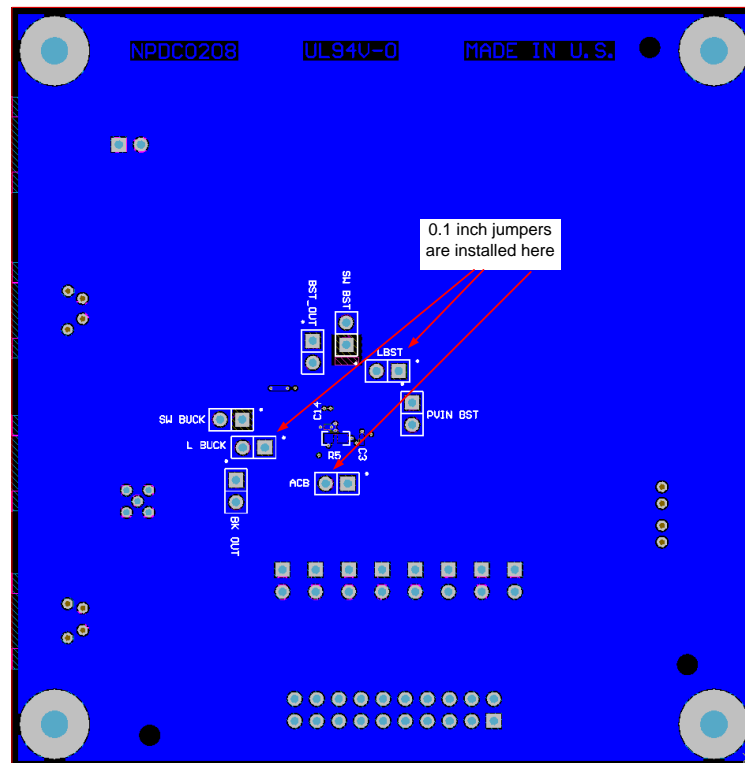 NPDC0208 UL94V-0 MADE IN U.S.
0.1 inch jumpers
are installed here
BST_OUT
SW BST
LBST
C14
PVIN BST
SW BUCK
L BUCK
R5
C3
ACB
BK OUT